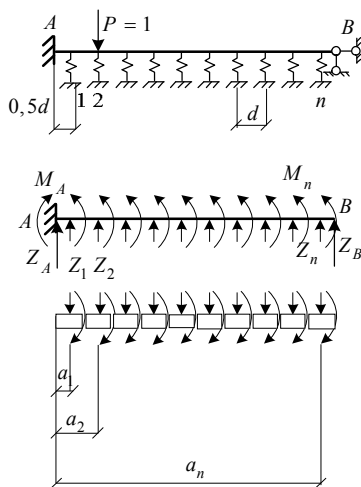 A P = 1 B
0,5d 1 2 d n
M_A M_n
A B
Z_A Z_1 Z_2 Z_n Z_B
a_1
a_2
a_n